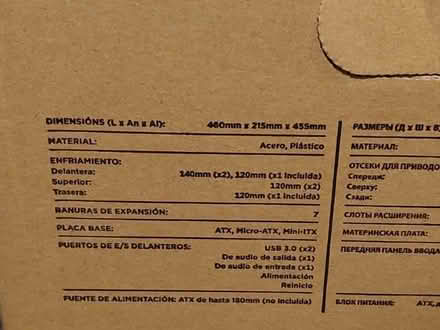 DIMENSIÓNS (L x An x Al): 460mm x 215mm x 455mm
MATERIAL: Acero, Plástico
ENFRIAMIENTO:
Delantera: 140mm (x2), 120mm (x1 incluida)
Superior: 120mm (x2)
Trasera: 120mm (x1 incluida)
RANURAS DE EXPANSIÓN: 7
PLACA BASE: ATX, Micro-ATX, Mini-ITX
PUERTOS DE E/S DELANTEROS: USB 3.0 (x2)
De audio de salida (x1)
De audio de entrada (x1)
Alimentación
Reinicio
FUENTE DE ALIMENTACIÓN: ATX de hasta 180mm (no incluida)
РАЗМЕРЫ (Д x Ш x В
МАТЕРИАЛ:
ОТСЕКИ ДЛЯ ПРИВОДО
Спереди:
Сверху:
Сзади:
СЛОТЫ РАСШИРЕНИЯ:
МАТЕРИНСКАЯ ПЛАТА:
ПЕРЕДНЯЯ ПАНЕЛЬ ВВОДА
БЛОК ПИТАНИЯ: ATX,